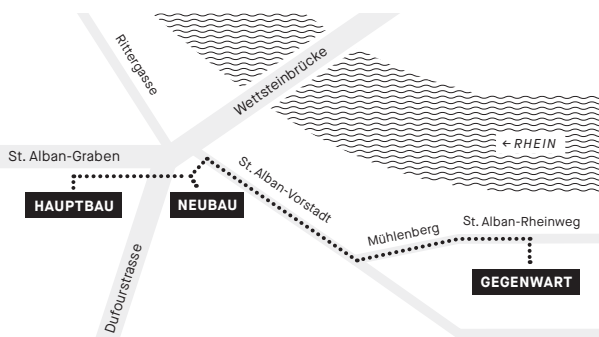 Rittergasse
Wettsteinbrücke
← RHEIN
St. Alban-Graben
St. Alban-Vorstadt
HAUPTBAU
NEUBAU
Mühlenberg
St. Alban-Rheinweg
Dufourstrasse
GEGENWART